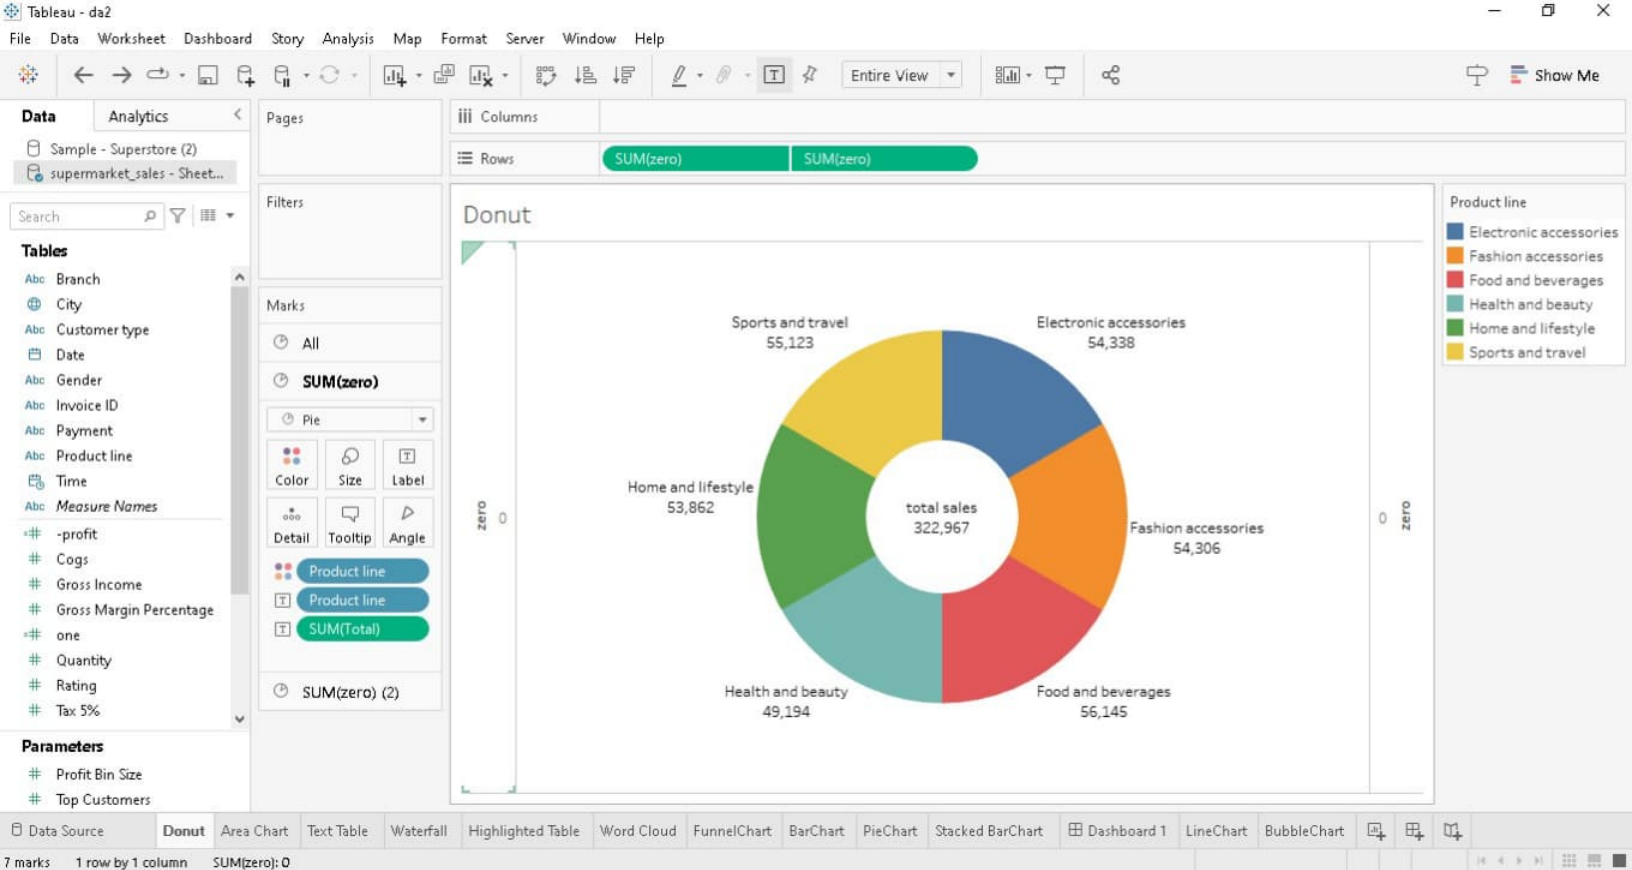 Tableau - da2
File Data Worksheet Dashboard Story Analysis Map Format Server Window Help
Entire View
Show Me
Data Analytics
Sample - Superstore (2)
supermarket_sales - Sheet...
Search
Tables
Abc Branch
City
Abc Customer type
Date
Abc Gender
Abc Invoice ID
Abc Payment
Abc Product line
Time
Abc Measure Names
=# -profit
# Cogs
# Gross Income
# Gross Margin Percentage
=# one
# Quantity
# Rating
# Tax 5%
Parameters
# Profit Bin Size
# Top Customers
Pages
Filters
Marks
All
SUM(zero)
Pie
Color Size Label
Detail Tooltip Angle
Product line
Product line
SUM(Total)
SUM(zero) (2)
Columns
Rows SUM(zero) SUM(zero)
Donut
zero
0
Sports and travel
55,123
Electronic accessories
54,338
Home and lifestyle
53,862
total sales
322,967
Fashion accessories
54,306
Health and beauty
49,194
Food and beverages
56,145
0
zero
Product line
Electronic accessories
Fashion accessories
Food and beverages
Health and beauty
Home and lifestyle
Sports and travel
Data Source Donut Area Chart Text Table Waterfall Highlighted Table Word Cloud FunnelChart BarChart PieChart Stacked BarChart Dashboard 1 LineChart BubbleChart
7 marks 1 row by 1 column SUM(zero): 0